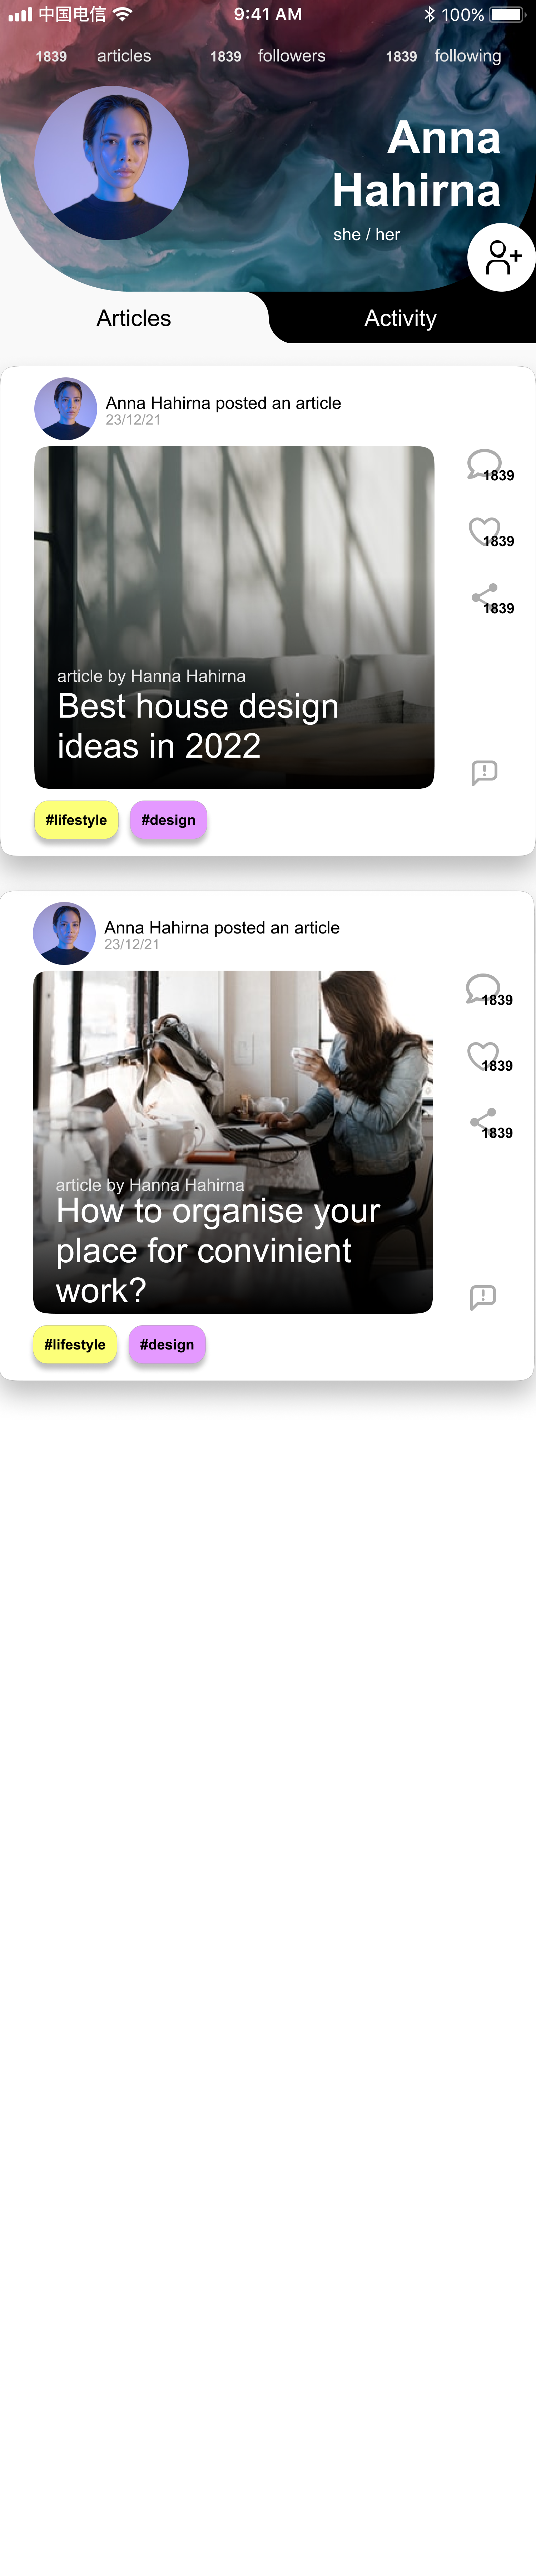 中国电信 9:41 AM 100%
1839 articles 1839 followers 1839 following
Anna
Hahirna
she / her
Articles Activity
Anna Hahirna posted an article
23/12/21
1839
1839
1839
article by Hanna Hahirna
Best house design
ideas in 2022
#lifestyle #design
Anna Hahirna posted an article
23/12/21
1839
1839
1839
article by Hanna Hahirna
How to organise your
place for convinient
work?
#lifestyle #design